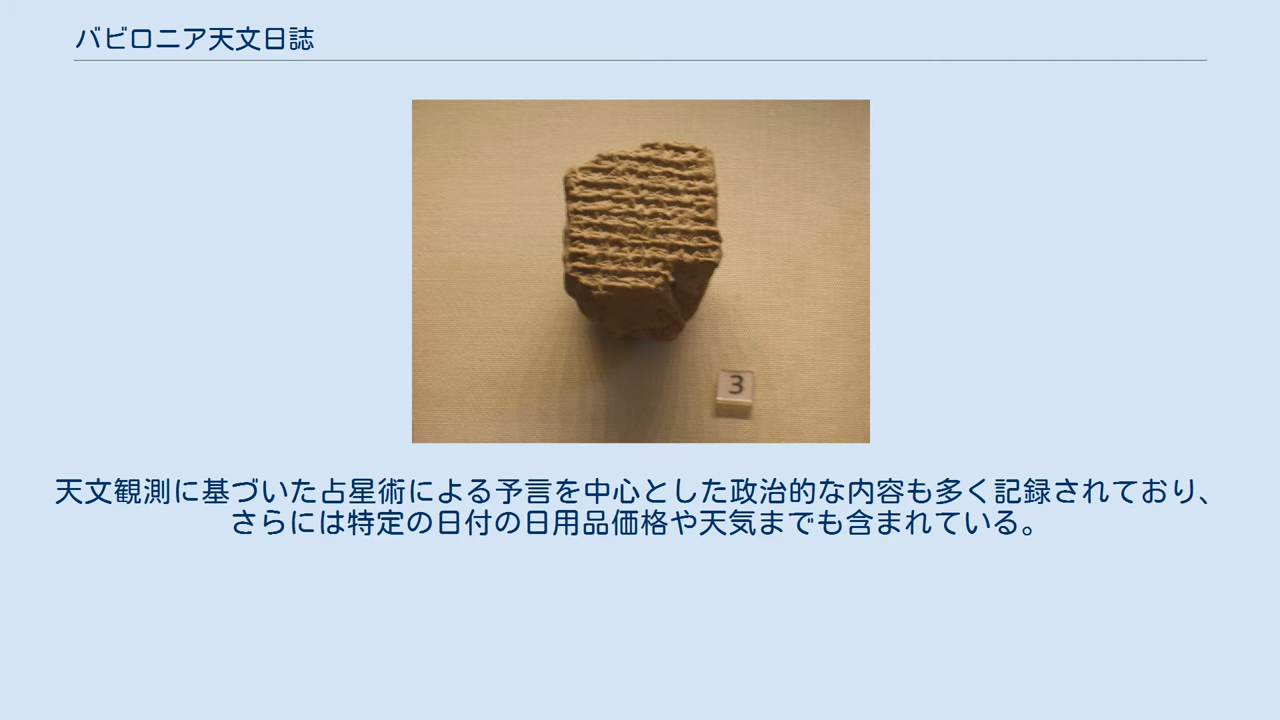 バビロニア天文日誌
3
天文観測に基づいた占星術による予言を中心とした政治的な内容も多く記録されており、
さらには特定の日付の日用品価格や天気までも含まれている。